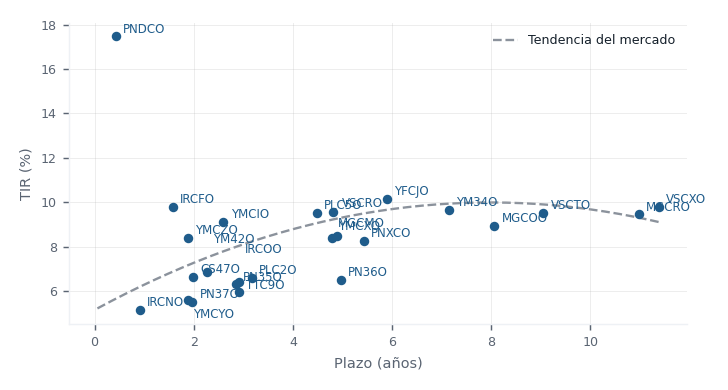 18
16
14
12
10
8
6
TIR (%)
0
2
4
6
8
10
Plazo (años)
Tendencia del mercado
PNDCO
IRCFO
YMCIO
YMCZO
YM42O
IRCOO
CS47O
PLC2O
PN35O
TTC9O
PN37O
IRCNO
YMCYO
PLC5O
VSCRO
MGCMO
YMCXO
PNXCO
PN36O
YFCJO
YM34O
MGCOO
VSCTO
MGCRO
VSCXO